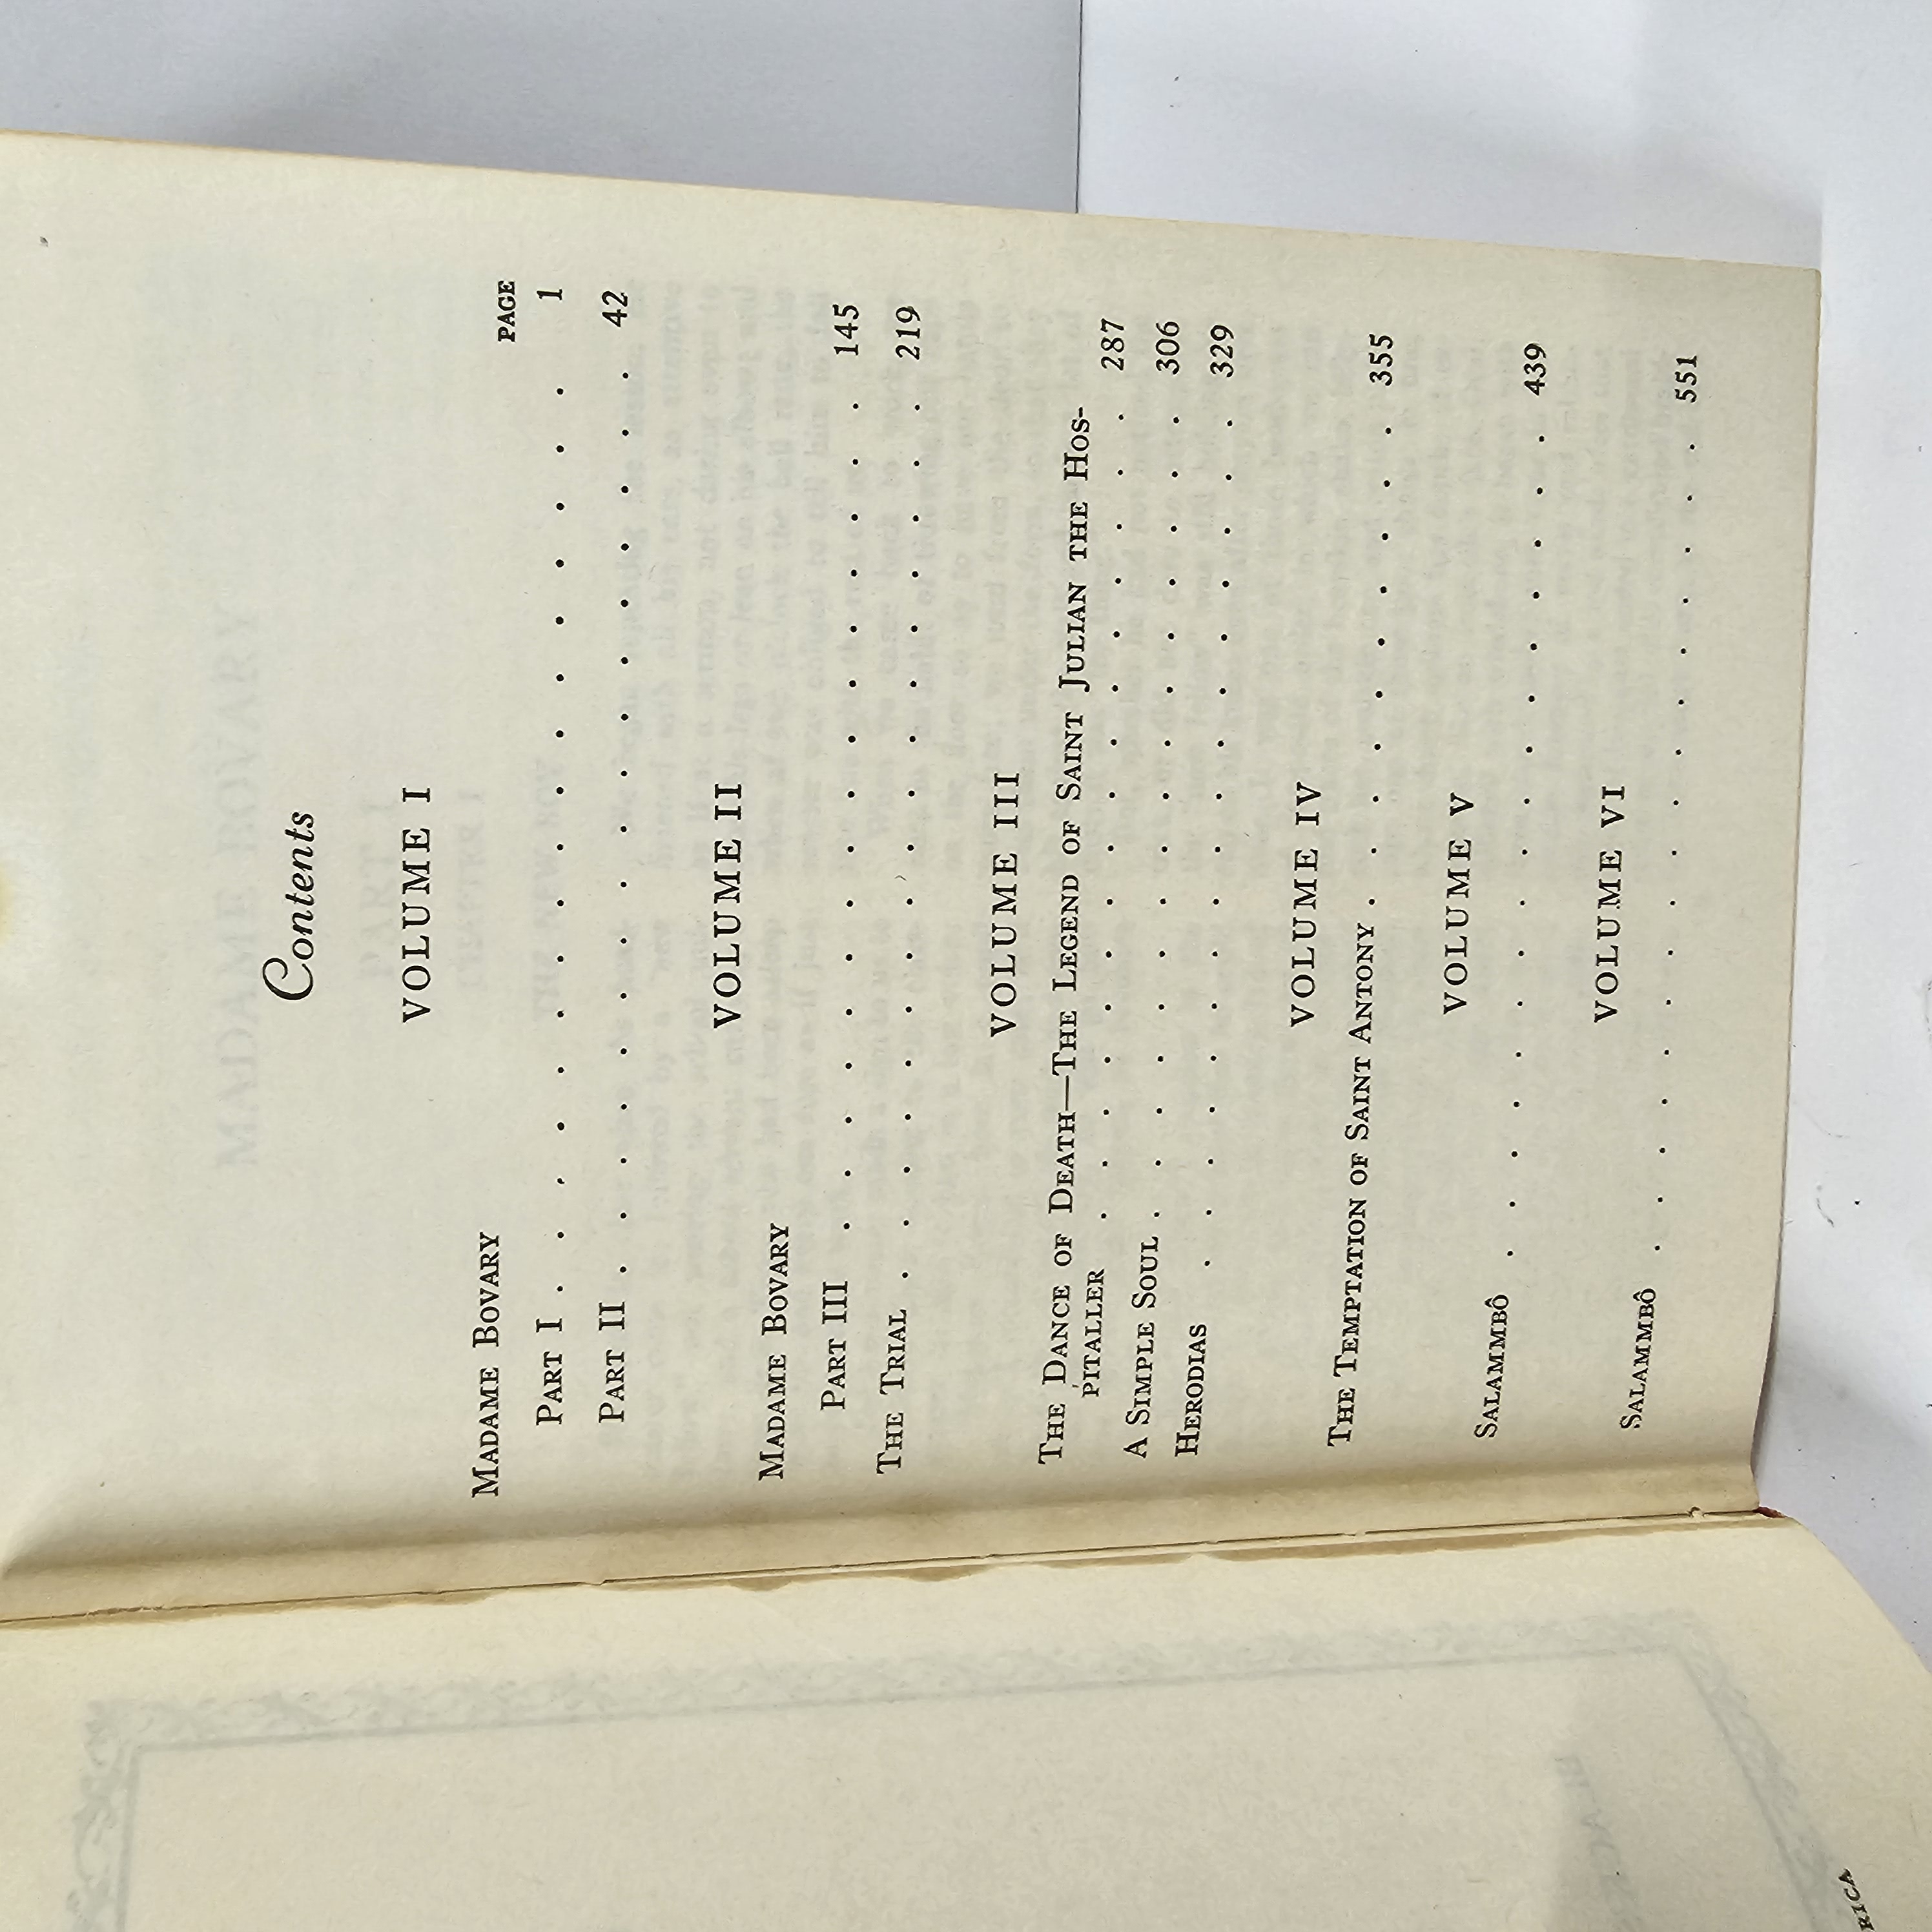 Contents
VOLUME I
MADAME BOVARY
PAGE
PART I . . . . . . . . . . . . . . . . . 1
PART II . . . . . . . . . . . . . . . . . 42
VOLUME II
MADAME BOVARY
PART III . . . . . . . . . . . . . . . . 145
THE TRIAL . . . . . . . . . . . . . . . . . 219
VOLUME III
THE DANCE OF DEATH—THE LEGEND OF SAINT JULIAN THE HOS-
PITALLER . . . . . . . . . . . . . . . . 287
A SIMPLE SOUL . . . . . . . . . . . . . . . . 306
HERODIAS . . . . . . . . . . . . . . . . . 329
VOLUME IV
THE TEMPTATION OF SAINT ANTONY . . . . . . . . . . 355
VOLUME V
SALAMMBÔ . . . . . . . . . . . . . . . . . 439
VOLUME VI
SALAMMBÔ . . . . . . . . . . . . . . . . . 551
RICA